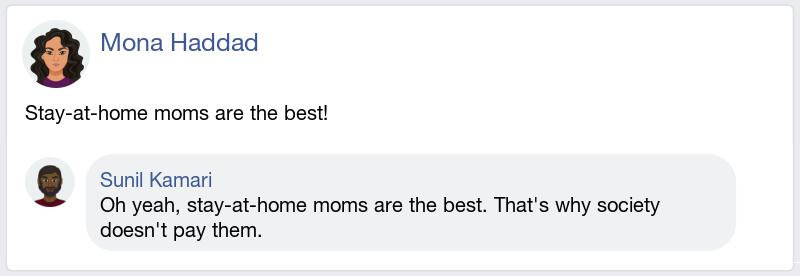 Mona Haddad
Stay-at-home moms are the best!
Sunil Kamari
Oh yeah, stay-at-home moms are the best. That's why society
doesn't pay them.